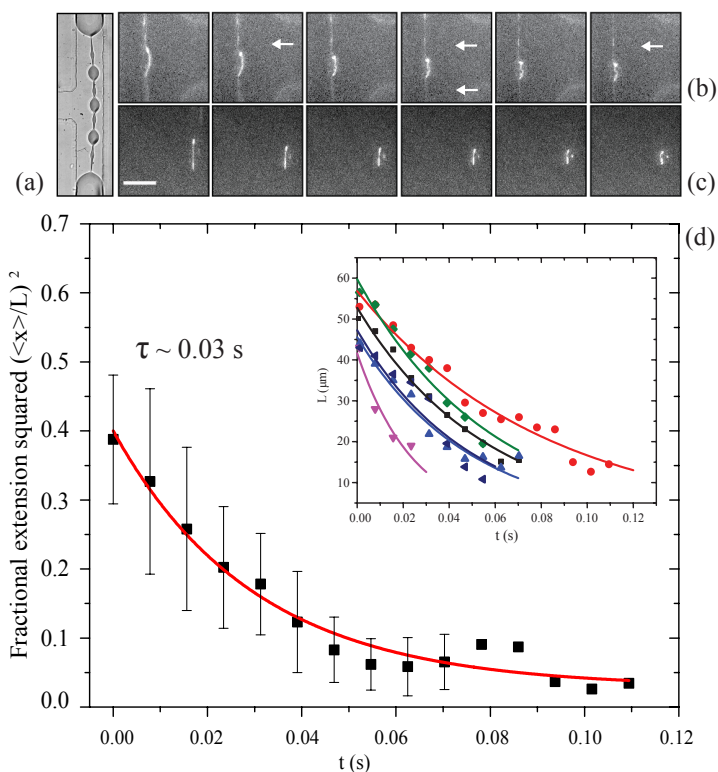 (a)
(b)
(c)
(d)
Fractional extension squared (<x>/L) ²
0.7
0.6
0.5
0.4
0.3
0.2
0.1
0.0
τ ~ 0.03 s
L (μm)
60
50
40
30
20
10
0.00 0.02 0.04 0.06 0.08 0.10 0.12
t (s)
0.00 0.02 0.04 0.06 0.08 0.10 0.12
t (s)